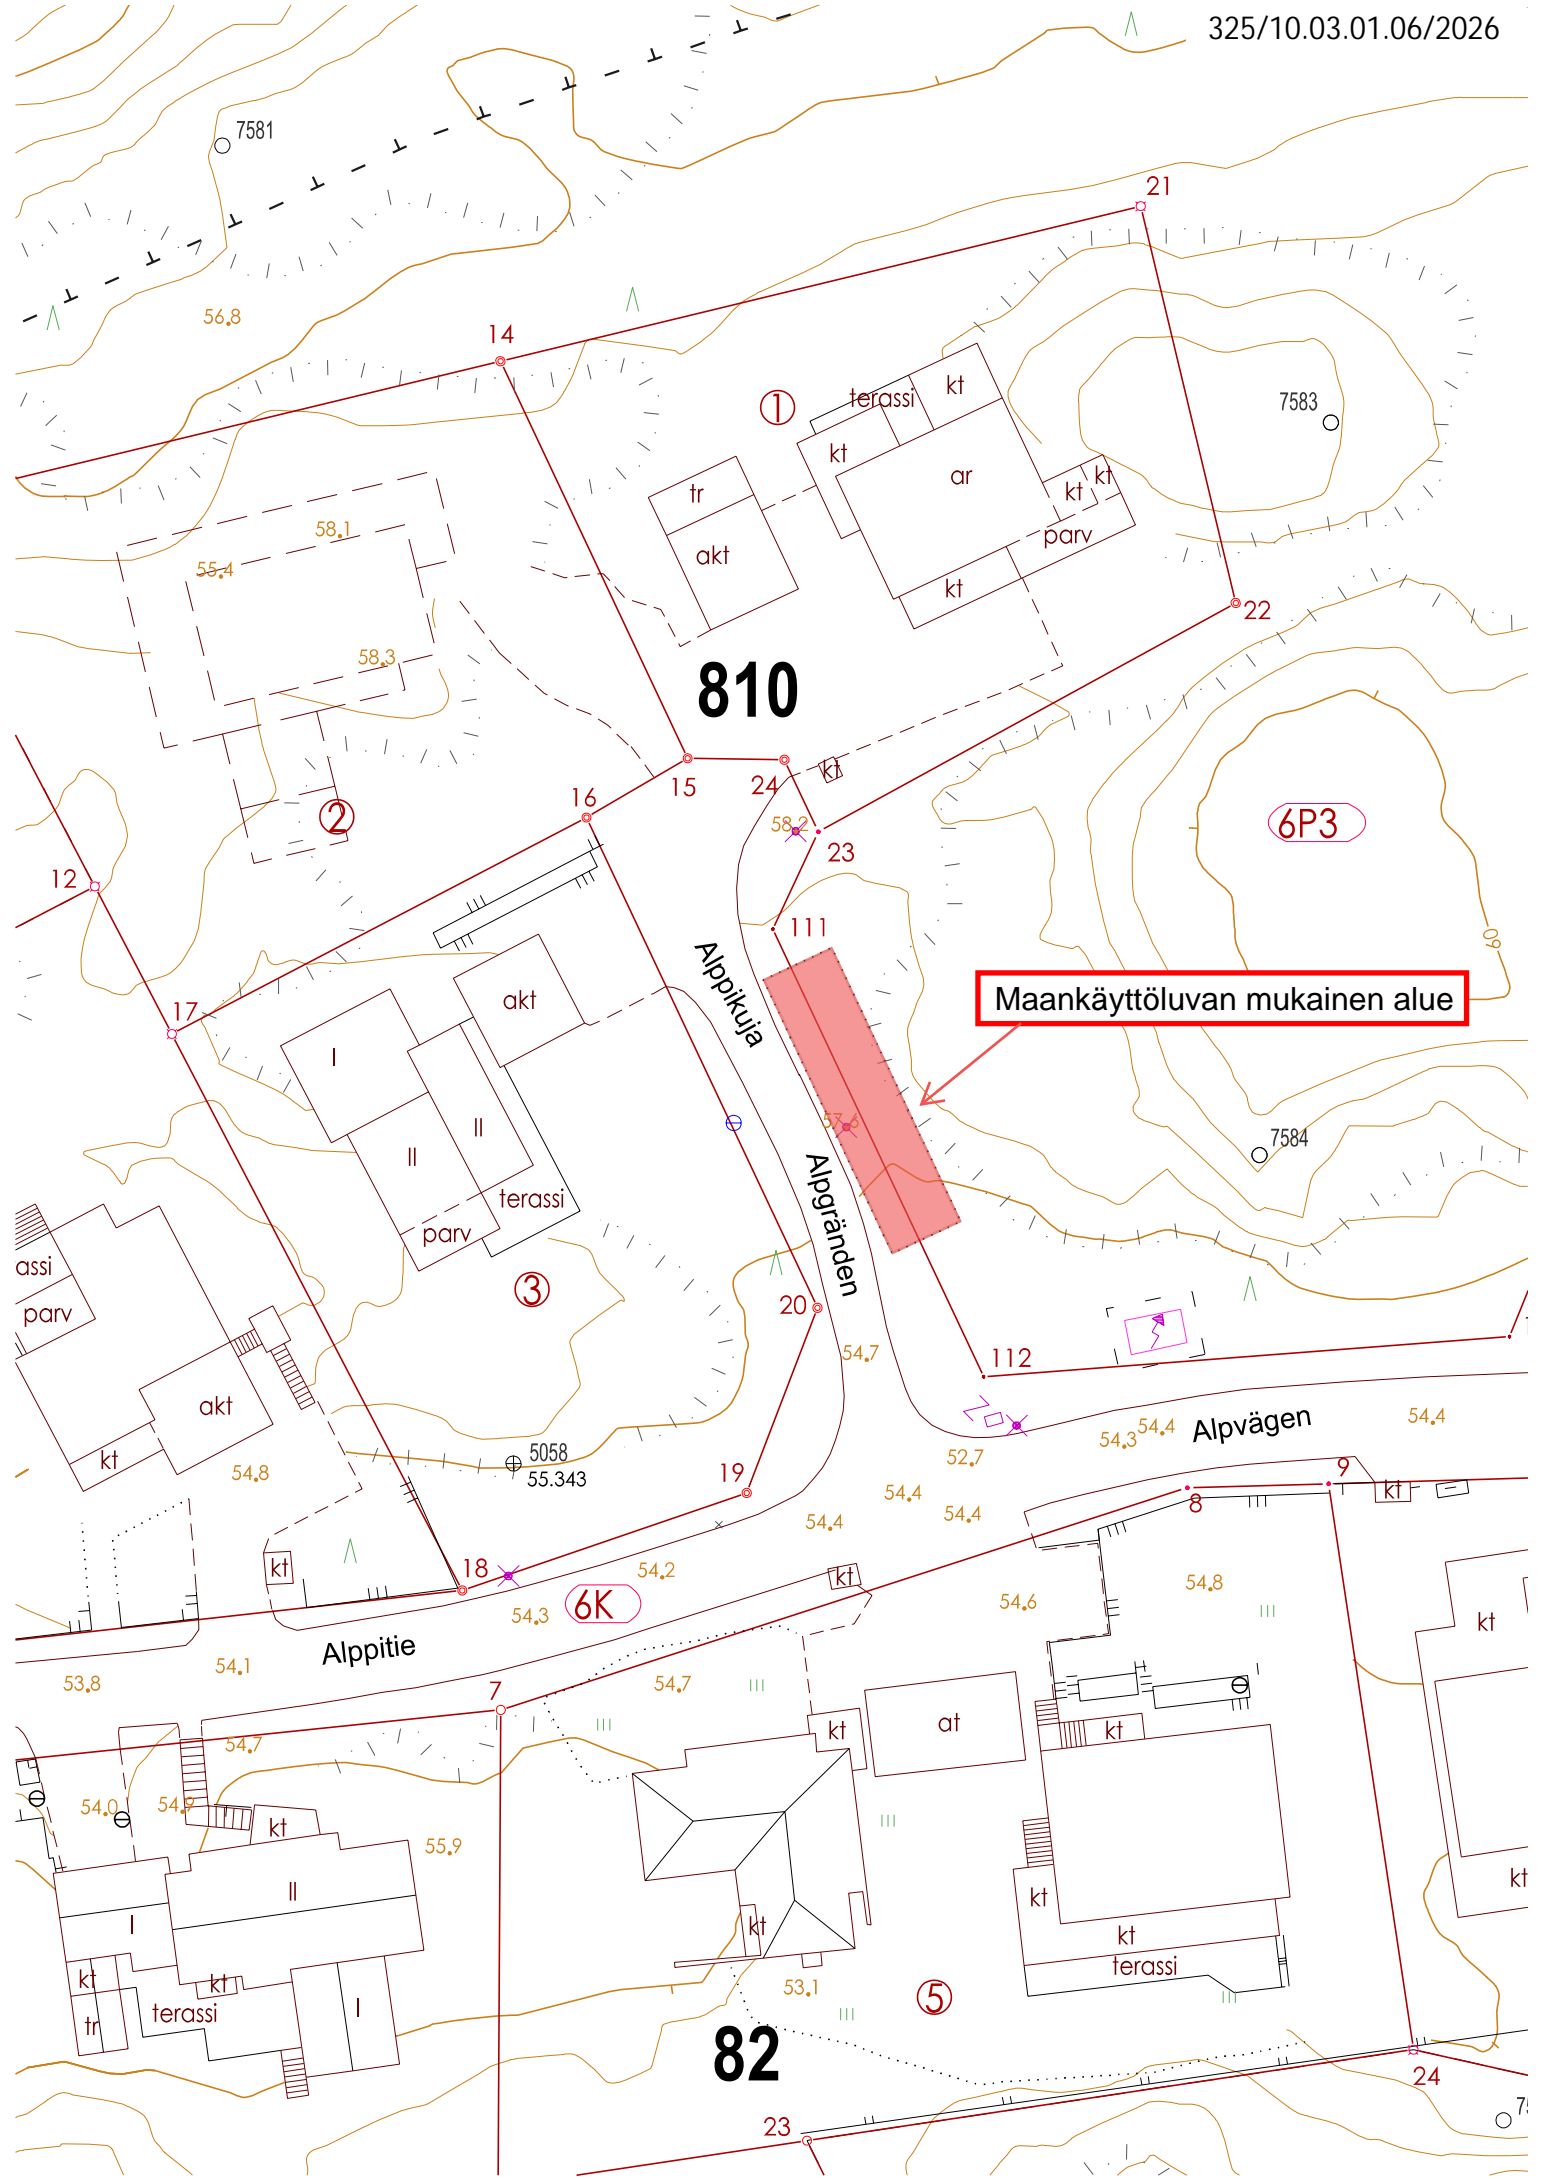 325/10.03.01.06/2026
7581
21
56.8
14
1
terassi
kt
7583
kt
ar
kt
tr
kt
58.1
akt
parv
55.4
kt
22
58.3
810
15
24
kt
16
2
58.2
6P3
23
12
111
60
Alppikuja
Maankäyttöluvan mukainen alue
akt
17
I
57.6
II
7584
II
Alpgränden
terassi
parv
assi
3
parv
20
54.7
112
akt
54.4
Alpvägen
54.4
54.3
kt
5058
52.7
54.8
55.343
9
19
54.4
kt
8
54.4
54.4
kt
18
54.2
kt
54.8
6K
54.6
54.3
kt
Alppitie
54.1
53.8
54.7
7
kt
at
kt
54.7
54.0
54.9
kt
55.9
kt
II
kt
I
kt
kt
kt
kt
terassi
53.1
I
5
terassi
tr
82
24
23